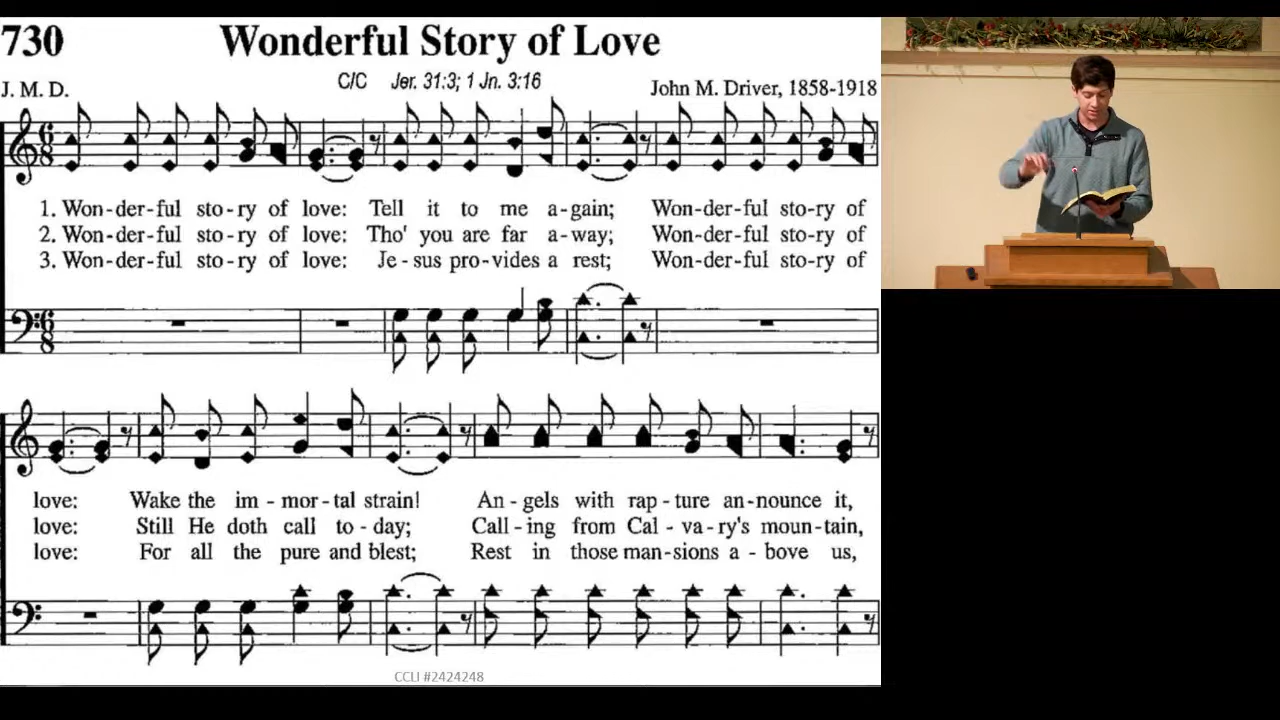 730 Wonderful Story of Love
C/C Jer. 31:3; 1 Jn. 3:16
J. M. D. John M. Driver, 1858-1918
1. Won-der-ful sto-ry of love: Tell it to me a-gain; Won-der-ful sto-ry of
2. Won-der-ful sto-ry of love: Tho' you are far a-way; Won-der-ful sto-ry of
3. Won-der-ful sto-ry of love: Je-sus pro-vides a rest; Won-der-ful sto-ry of
love: Wake the im-mor-tal strain! An-gels with rap-ture an-nounce it,
love: Still He doth call to-day; Call-ing from Cal-va-ry's moun-tain,
love: For all the pure and blest; Rest in those man-sions a-bove us,
CCLI #2424248